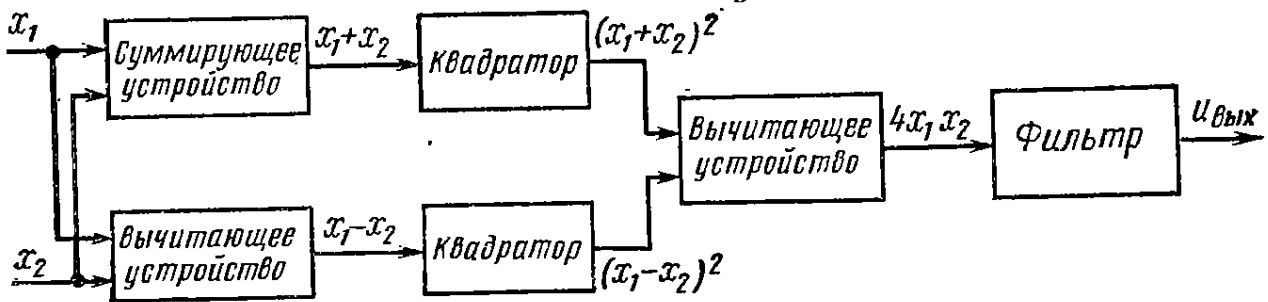 x₁
Суммирующее
устройство
x₁+x₂
Квадратор
(x₁+x₂)²
Вычитающее
устройство
4x₁x₂
Фильтр
Uвых
x₂
Вычитающее
устройство
x₁-x₂
Квадратор
(x₁-x₂)²